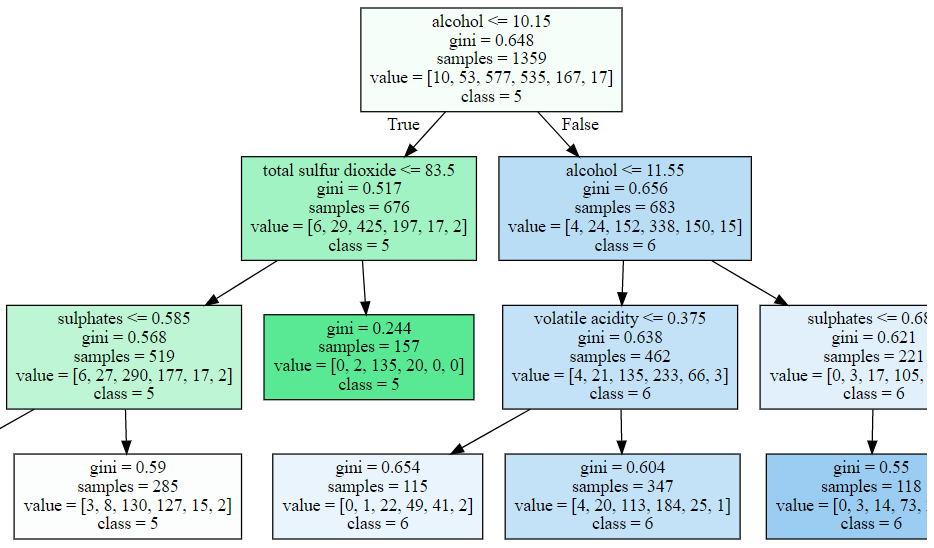 alcohol <= 10.15
gini = 0.648
samples = 1359
value = [10, 53, 577, 535, 167, 17]
class = 5
True
False
total sulfur dioxide <= 83.5
gini = 0.517
samples = 676
value = [6, 29, 425, 197, 17, 2]
class = 5
alcohol <= 11.55
gini = 0.656
samples = 683
value = [4, 24, 152, 338, 150, 15]
class = 6
sulphates <= 0.585
gini = 0.568
samples = 519
value = [6, 27, 290, 177, 17, 2]
class = 5
gini = 0.244
samples = 157
value = [0, 2, 135, 20, 0, 0]
class = 5
volatile acidity <= 0.375
gini = 0.638
samples = 462
value = [4, 21, 135, 233, 66, 3]
class = 6
sulphates <= 0.68
gini = 0.621
samples = 221
value = [0, 3, 17, 105,
class = 6
gini = 0.59
samples = 285
value = [3, 8, 130, 127, 15, 2]
class = 5
gini = 0.654
samples = 115
value = [0, 1, 22, 49, 41, 2]
class = 6
gini = 0.604
samples = 347
value = [4, 20, 113, 184, 25, 1]
class = 6
gini = 0.55
samples = 118
value = [0, 3, 14, 73,
class = 6